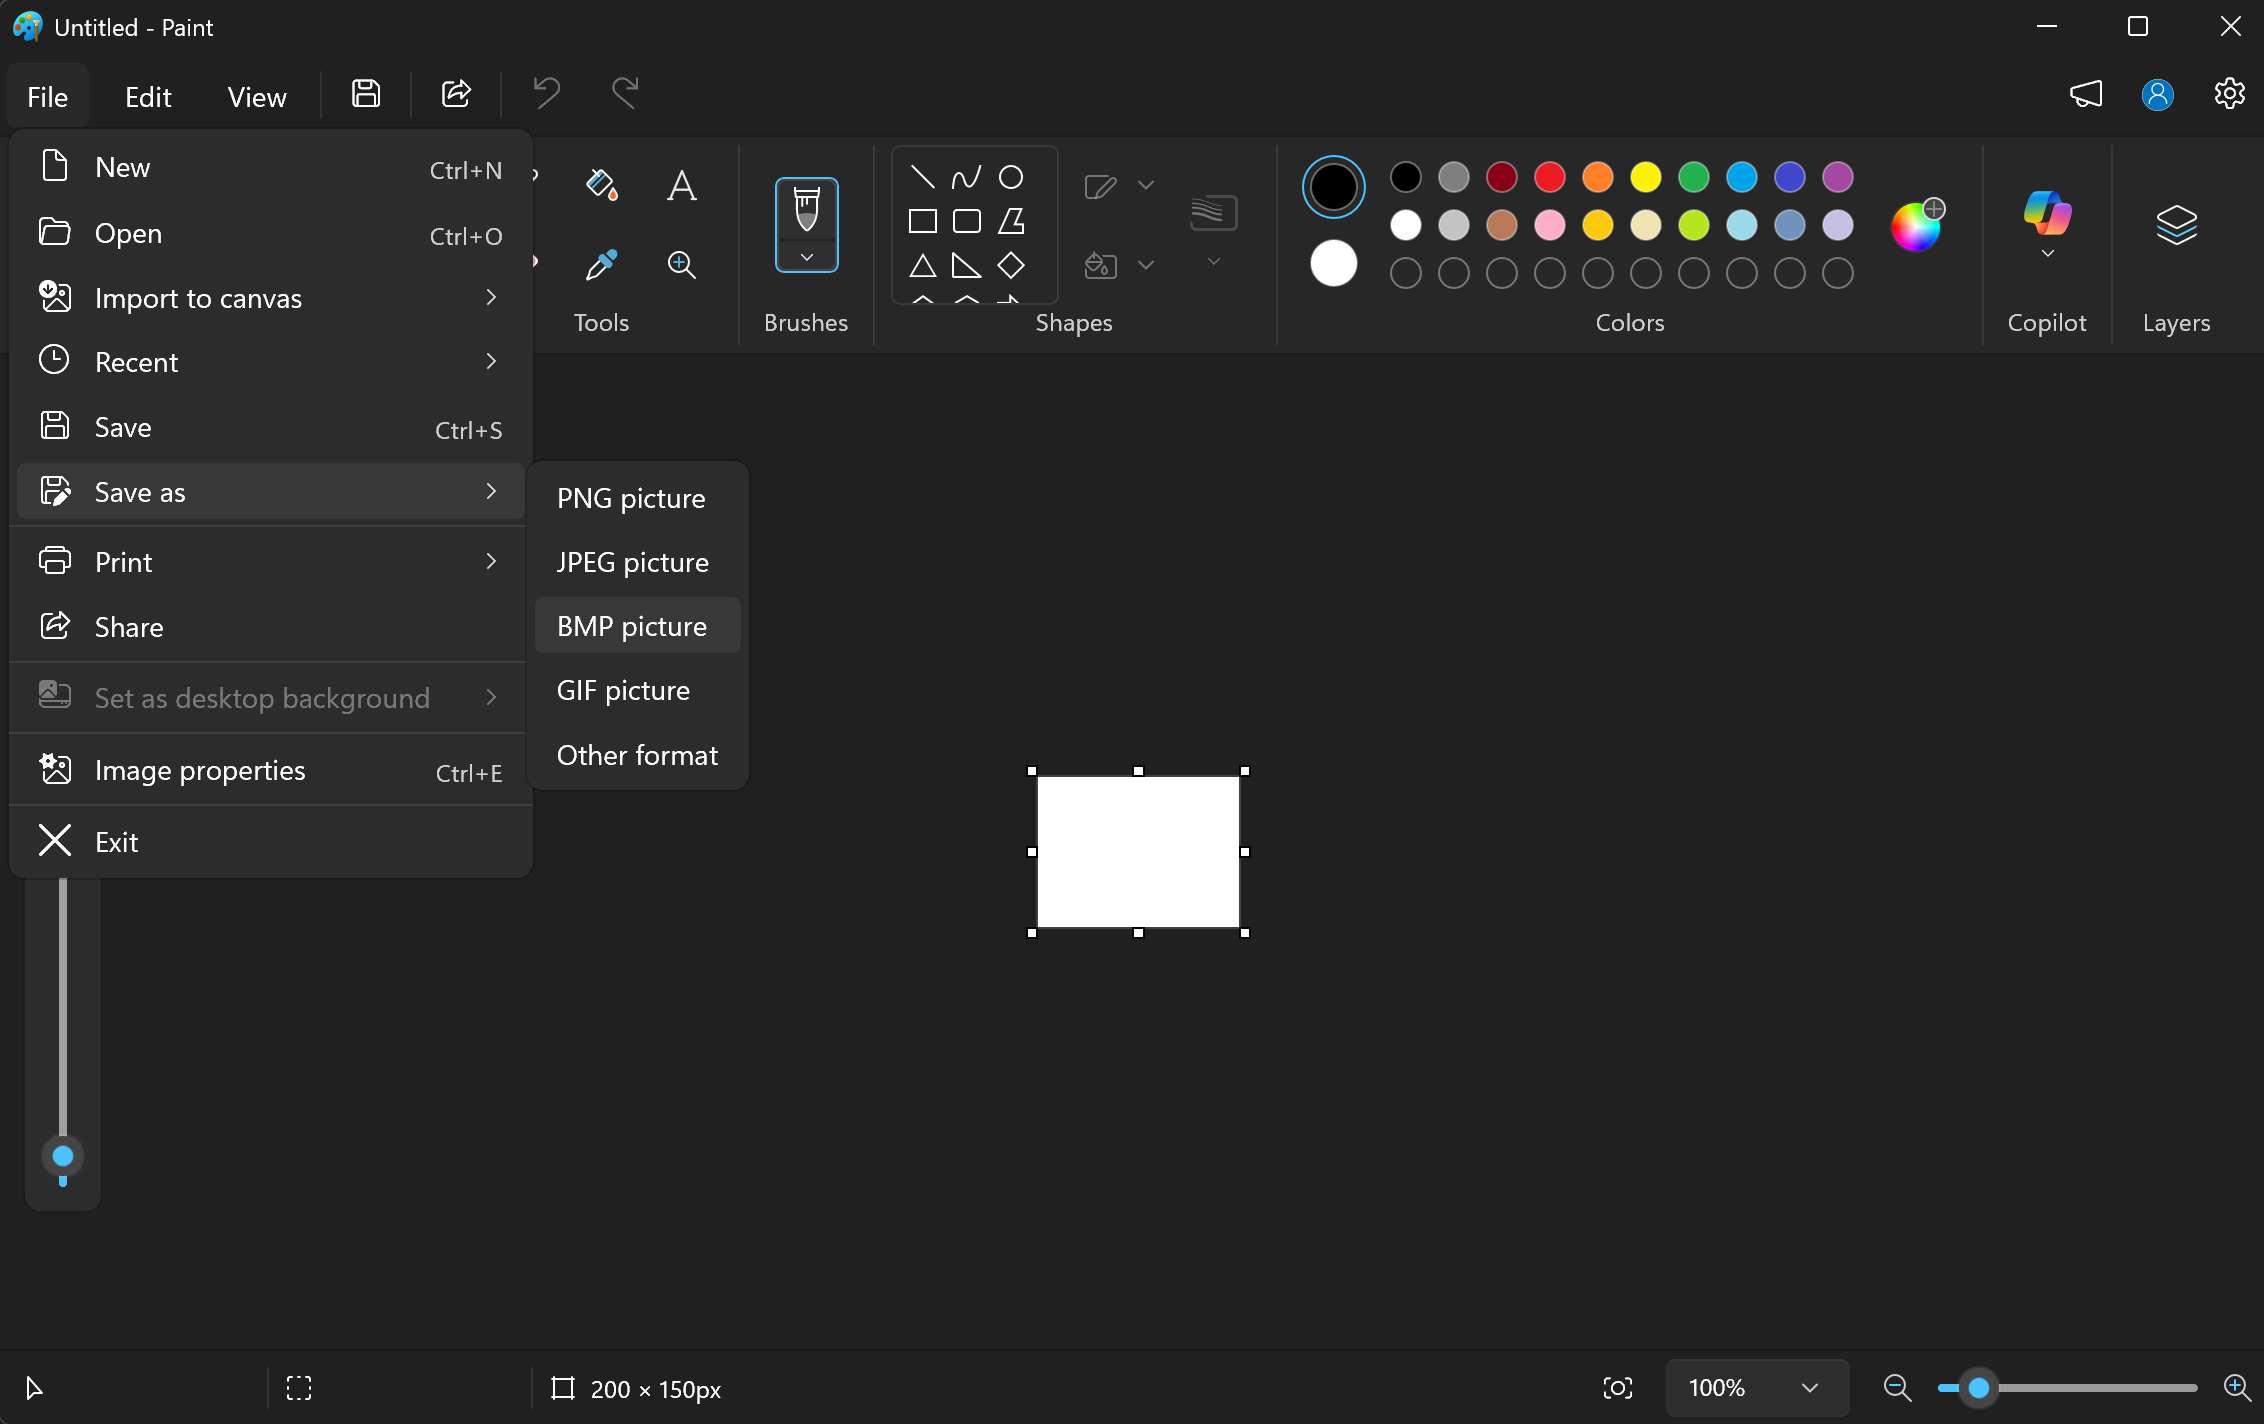 Untitled - Paint
File
Edit
View
New Ctrl+N
Open Ctrl+O
Import to canvas
Recent
Save Ctrl+S
Save as
Print
Share
Set as desktop background
Image properties Ctrl+E
Exit
PNG picture
JPEG picture
BMP picture
GIF picture
Other format
Tools
Brushes
Shapes
Colors
Copilot
Layers
200 × 150px
100%